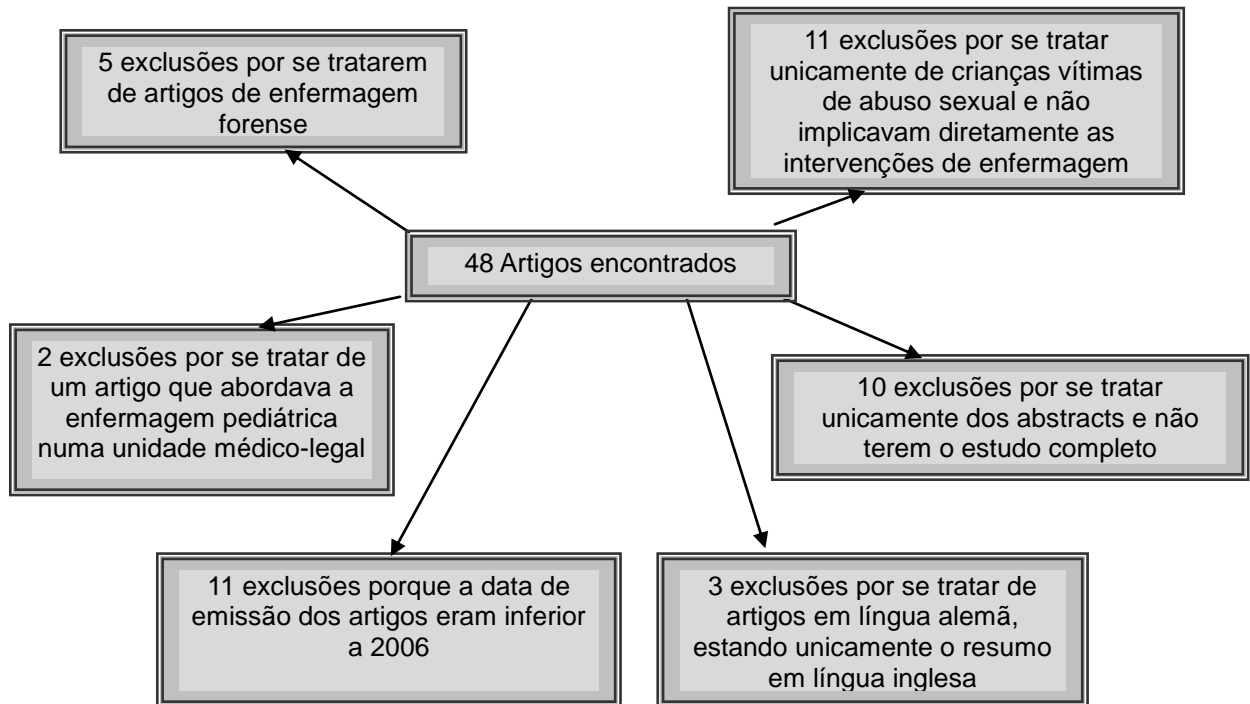 5 exclusões por se tratarem
de artigos de enfermagem
forense
11 exclusões por se tratar
unicamente de crianças vítimas
de abuso sexual e não
implicavam diretamente as
intervenções de enfermagem
48 Artigos encontrados
2 exclusões por se tratar de
um artigo que abordava a
enfermagem pediátrica
numa unidade médico-legal
10 exclusões por se tratar
unicamente dos abstracts e não
terem o estudo completo
11 exclusões porque a data de
emissão dos artigos eram inferior
a 2006
3 exclusões por se tratar de
artigos em língua alemã,
estando unicamente o resumo
em língua inglesa